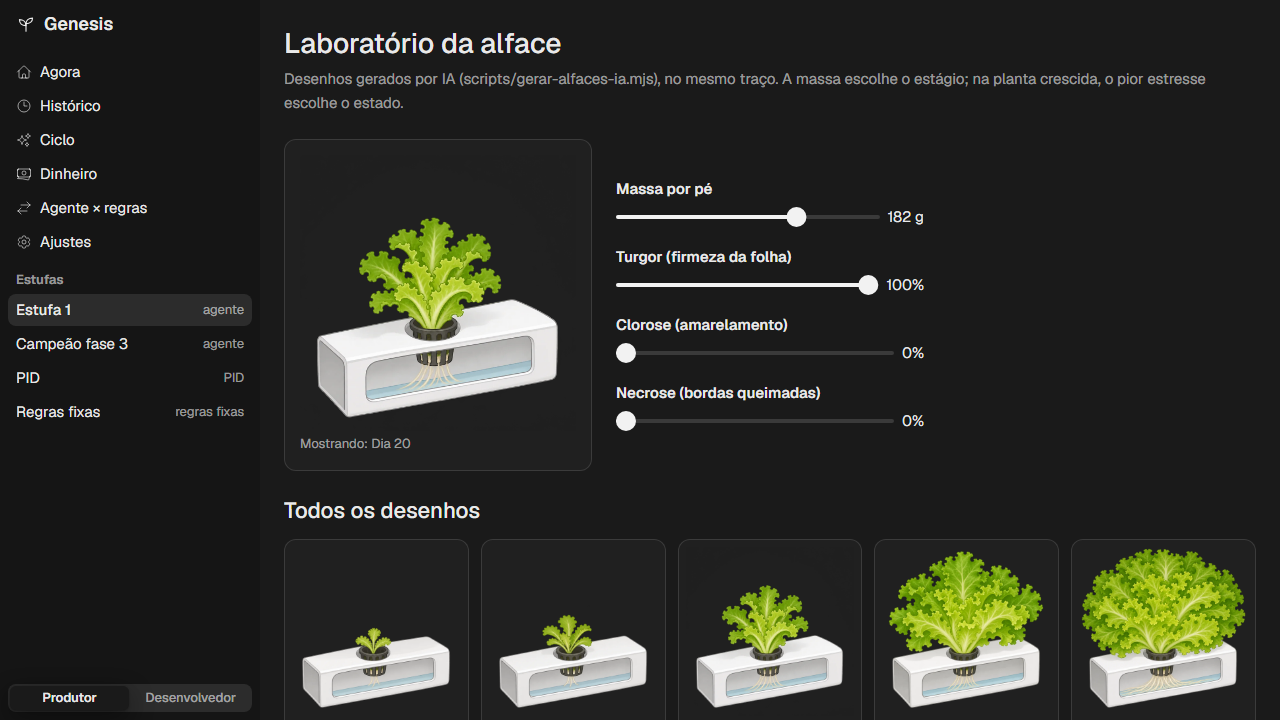 Genesis
Agora
Histórico
Ciclo
Dinheiro
Agente × regras
Ajustes
Estufas
Estufa 1 agente
Campeão fase 3 agente
PID PID
Regras fixas regras fixas
Produtor Desenvolvedor
Laboratório da alface
Desenhos gerados por IA (scripts/gerar-alfaces-ia.mjs), no mesmo traço. A massa escolhe o estágio; na planta crescida, o pior estresse
escolhe o estado.
Mostrando: Dia 20
Massa por pé
182 g
Turgor (firmeza da folha)
100%
Clorose (amarelamento)
0%
Necrose (bordas queimadas)
0%
Todos os desenhos